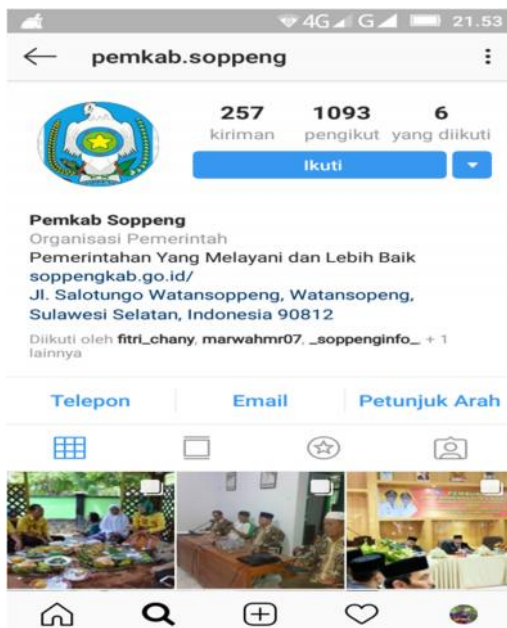 4G G 21.53
pemkab.soppeng
257 1093 6
kiriman pengikut yang diikuti
Ikuti
Pemkab Soppeng
Organisasi Pemerintah
Pemerintahan Yang Melayani dan Lebih Baik
soppengkab.go.id/
Jl. Salotungo Watansoppeng, Watansopeng,
Sulawesi Selatan, Indonesia 90812
Diikuti oleh fitri_chany, marwahmr07, _soppenginfo_, + 1
lainnya
Telepon Email Petunjuk Arah